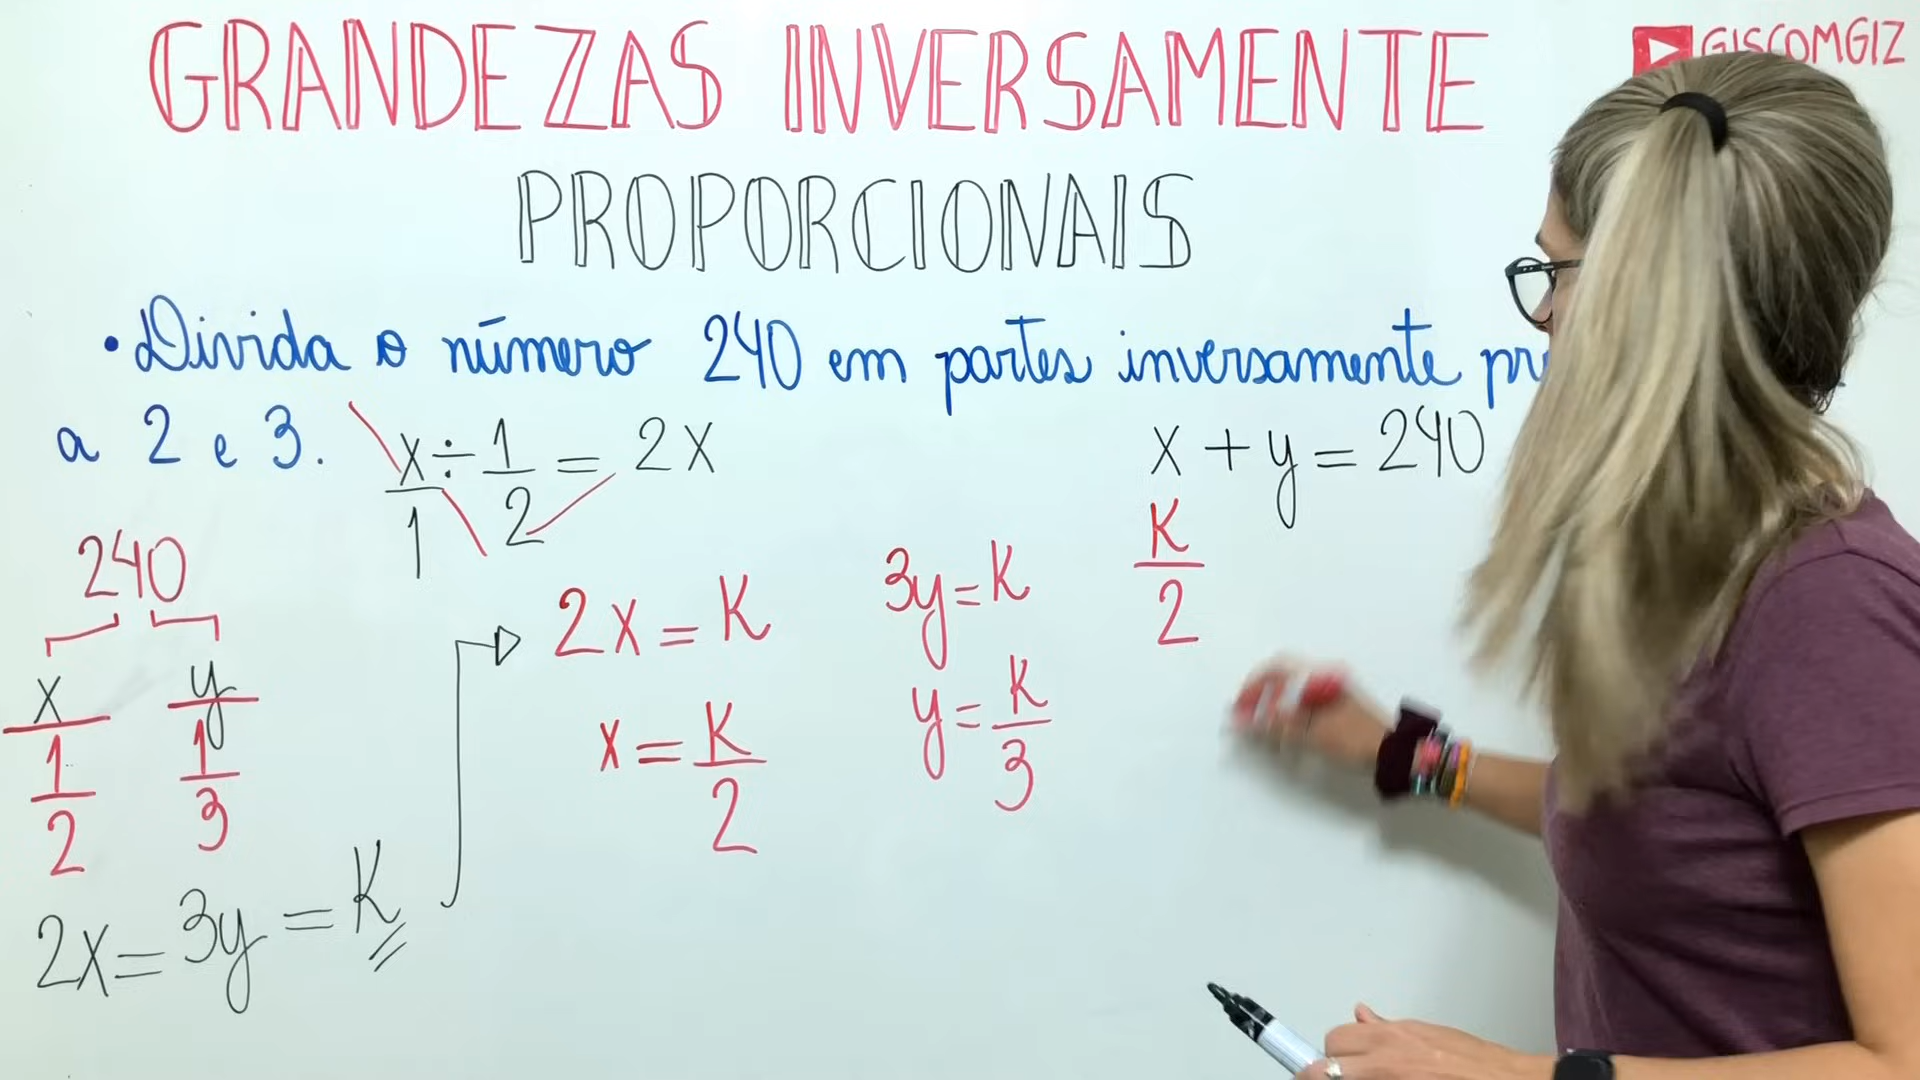 GRANDEZAS INVERSAMENTE
GISCOMGIZ
PROPORCIONAIS
• Divida o número 240 em partes inversamente
a 2 e 3.
x/1 ÷ 1/2 = 2x
x + y = 240
240
x/(1/2) y/(1/3)
2x = 3y = K
2x = K
x = K/2
3y = K
y = K/3
K/2